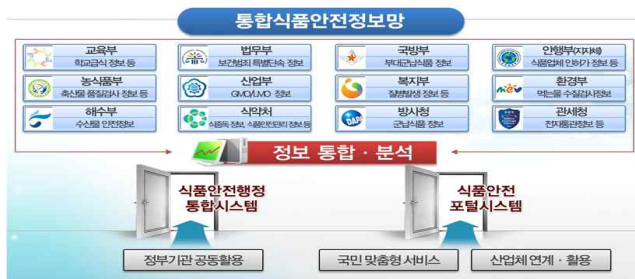 통합식품안전정보망
교육부
학교급식 정보 등
법무부
보건범죄 특별단속 정보
국방부
부대군납식품 정보
안행부(지자체)
식품업체 인허가 정보 등
농식품부
축산물 품질검사 정보 등
산업부
GMO/LMO 정보
복지부
질병발생 정보 등
환경부
먹는물 수질검사정보
해수부
수산물 안전정보
식약처
식중독 정보, 식품안전관리 정보 등
방사청
군납식품 정보
관세청
전자통관정보 등
정보 통합 · 분석
식품안전행정
통합시스템
식품안전
포털시스템
정부기관 공동활용
국민 맞춤형 서비스
산업체 연계 · 활용